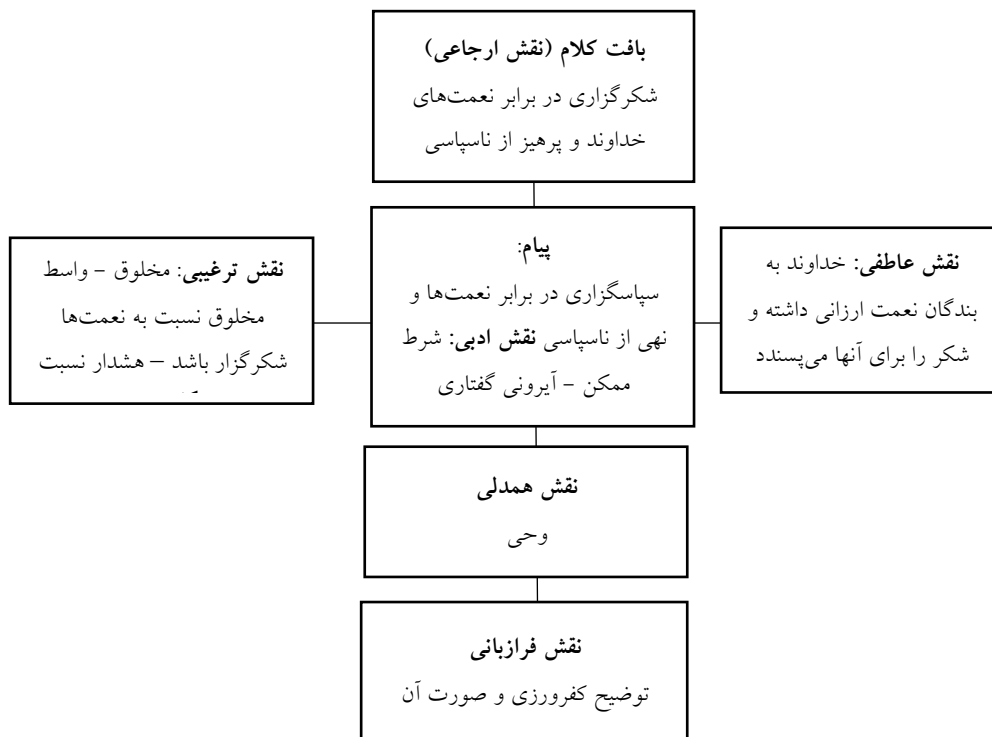 بافت کلام (نقش ارجاعی)
شکرگزاری در برابر نعمت‌های
خداوند و پرهیز از ناسپاسی
نقش عاطفی: خداوند به
بندگان نعمت ارزانی داشته و
شکر را برای آنها می‌پسندد
پیام:
سپاسگزاری در برابر نعمت‌ها و
نهی از ناسپاسی نقش ادبی: شرط
ممکن – آیرونی گفتاری
نقش ترغیبی: مخلوق – واسط
مخلوق نسبت به نعمت‌ها
شکرگزار باشد – هشدار نسبت
نقش همدلی
وحی
نقش فرازبانی
توضیح کفرورزی و صورت آن